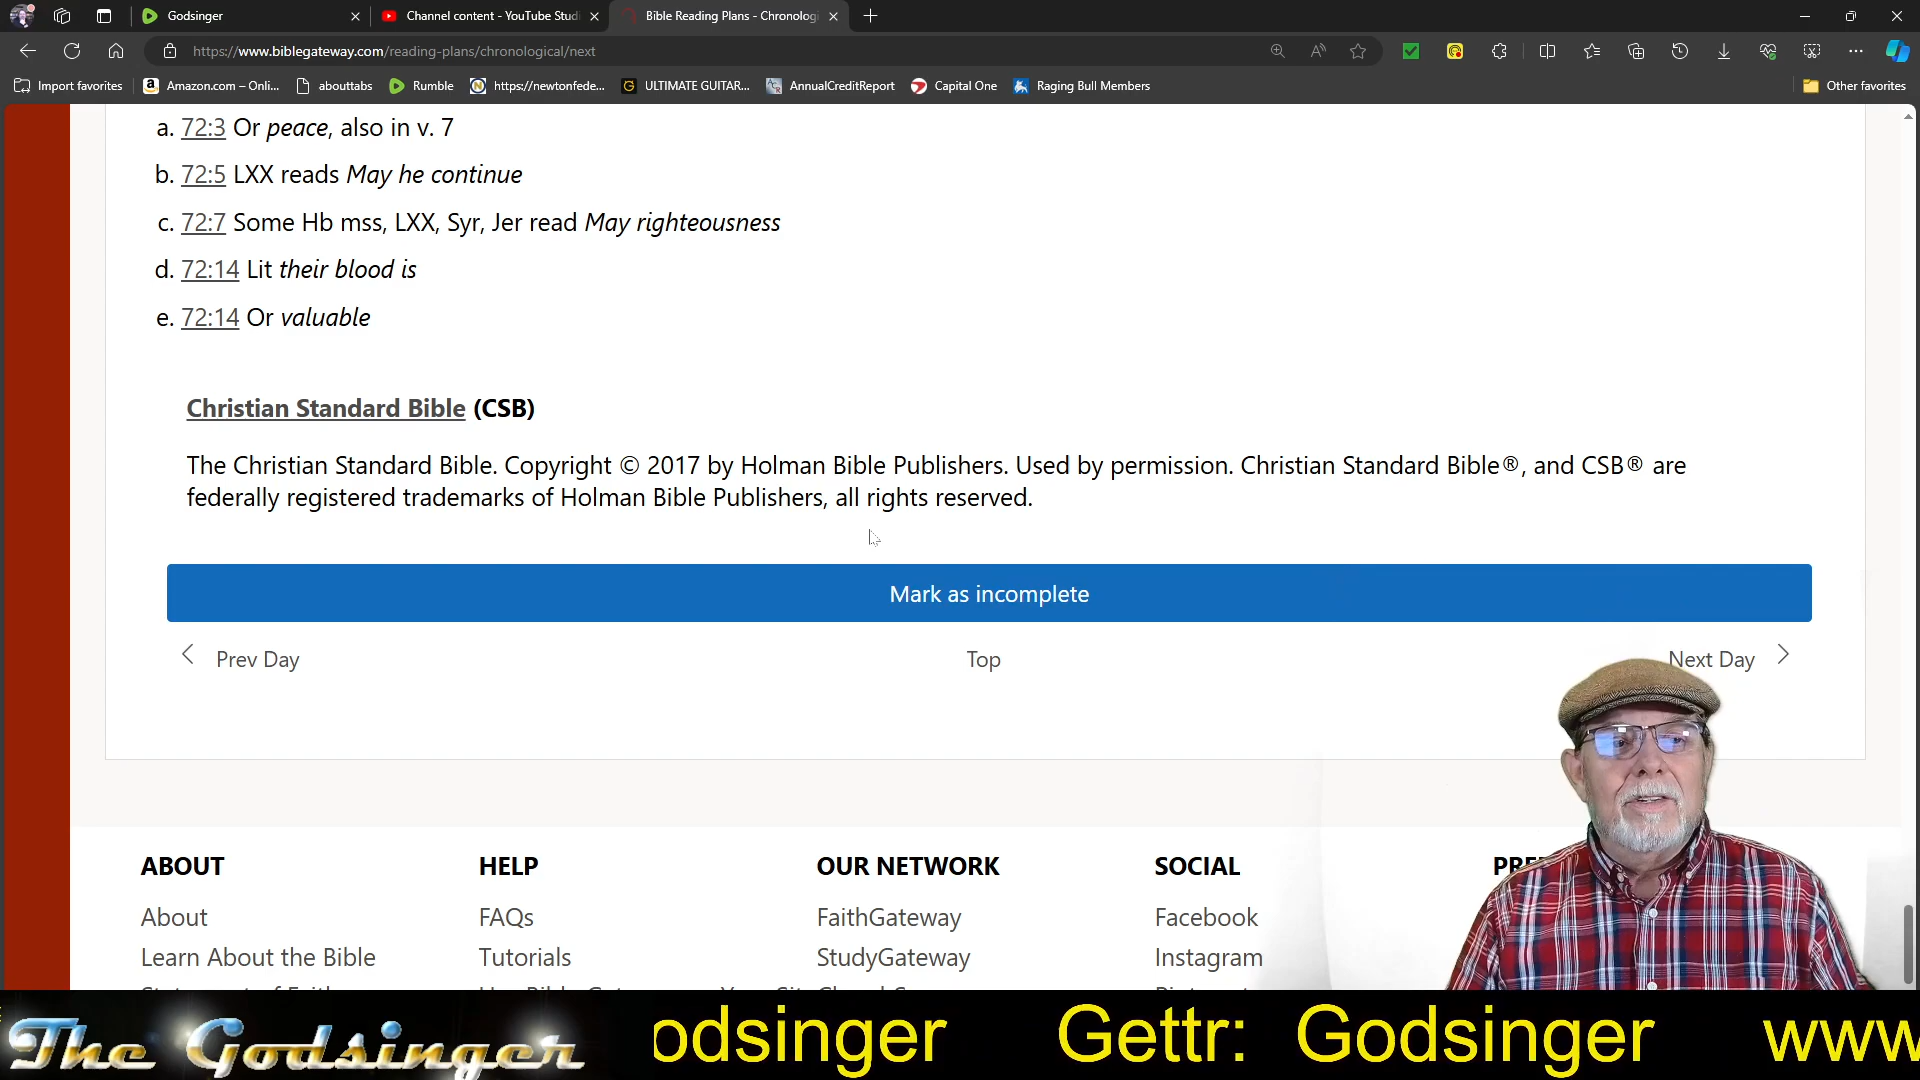 Godsinger
Channel content - YouTube Studi
Bible Reading Plans - Chronologi
https://www.biblegateway.com/reading-plans/chronological/next
Import favorites
Amazon.com – Onli...
abouttabs
Rumble
https://newtonfede...
ULTIMATE GUITAR...
AnnualCreditReport
Capital One
Raging Bull Members
Other favorites
a. 72:3 Or peace, also in v. 7
b. 72:5 LXX reads May he continue
c. 72:7 Some Hb mss, LXX, Syr, Jer read May righteousness
d. 72:14 Lit their blood is
e. 72:14 Or valuable
Christian Standard Bible (CSB)
The Christian Standard Bible. Copyright © 2017 by Holman Bible Publishers. Used by permission. Christian Standard Bible®, and CSB® are
federally registered trademarks of Holman Bible Publishers, all rights reserved.
Mark as incomplete
Prev Day
Top
Next Day
ABOUT
HELP
OUR NETWORK
SOCIAL
About
FAQs
FaithGateway
Facebook
Learn About the Bible
Tutorials
StudyGateway
Instagram
The Godsinger
odsinger Gettr: Godsinger www